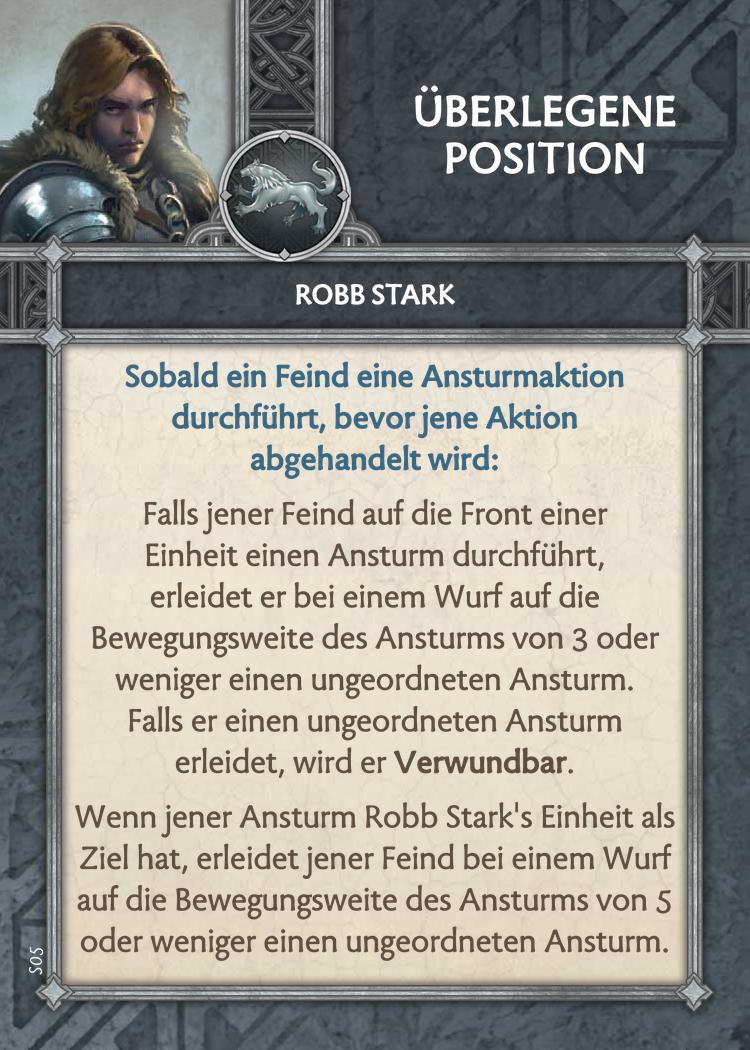 ÜBERLEGENE
POSITION
ROBB STARK
Sobald ein Feind eine Ansturmaktion
durchführt, bevor jene Aktion
abgehandelt wird:
Falls jener Feind auf die Front einer
Einheit einen Ansturm durchführt,
erleidet er bei einem Wurf auf die
Bewegungsweite des Ansturms von 3 oder
weniger einen ungeordneten Ansturm.
Falls er einen ungeordneten Ansturm
erleidet, wird er Verwundbar.
Wenn jener Ansturm Robb Stark's Einheit als
Ziel hat, erleidet jener Feind bei einem Wurf
auf die Bewegungsweite des Ansturms von 5
oder weniger einen ungeordneten Ansturm.
S05